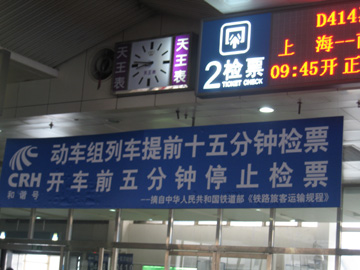 天王表
天王表
2检票
TICKET CHECK
D414
上 海
09:45开 正
CRH
和谐号
动车组列车提前十五分钟检票
开车前五分钟停止检票
——摘自中华人民共和国铁道部《铁路旅客运输规程》